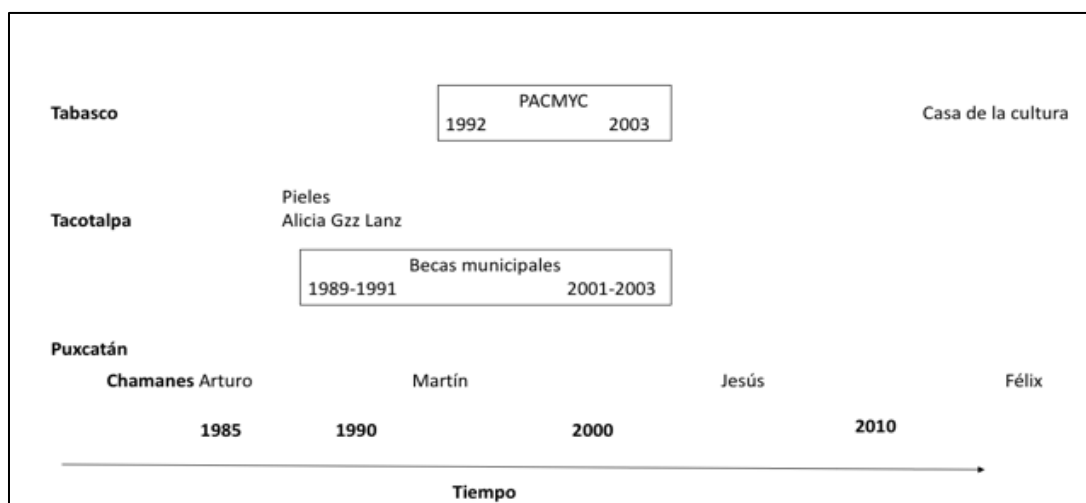 PACMYC
Tabasco 1992 2003 Casa de la cultura
Pieles
Tacotalpa Alicia Gzz Lanz
Becas municipales
1989-1991 2001-2003
Puxcatán
Chamanes Arturo Martín Jesús Félix
1985 1990 2000 2010
Tiempo